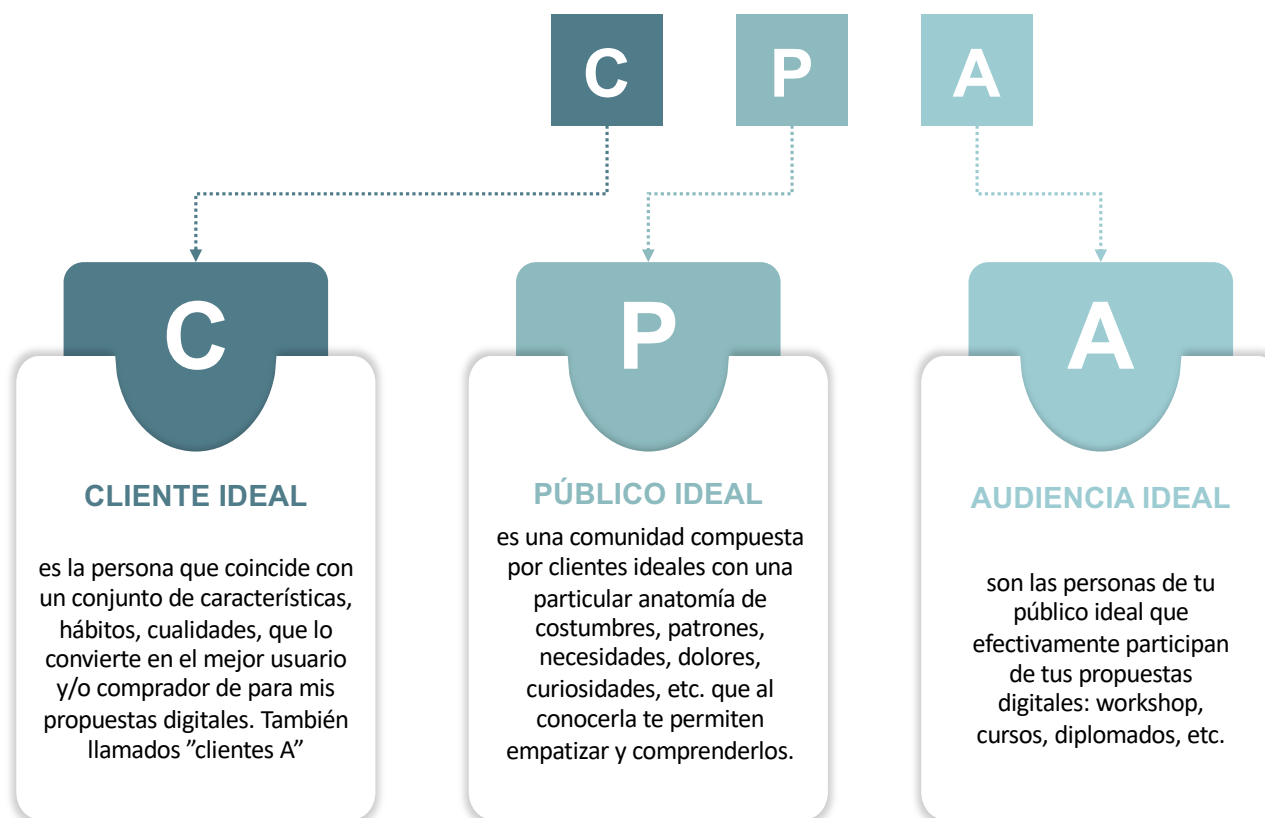 C
P
A
C
CLIENTE IDEAL
es la persona que coincide con
un conjunto de características,
hábitos, cualidades, que lo
convierte en el mejor usuario
y/o comprador de para mis
propuestas digitales. También
llamados ”clientes A”
P
PÚBLICO IDEAL
es una comunidad compuesta
por clientes ideales con una
particular anatomía de
costumbres, patrones,
necesidades, dolores,
curiosidades, etc. que al
conocerla te permiten
empatizar y comprenderlos.
A
AUDIENCIA IDEAL
son las personas de tu
público ideal que
efectivamente participan
de tus propuestas
digitales: workshop,
cursos, diplomados, etc.